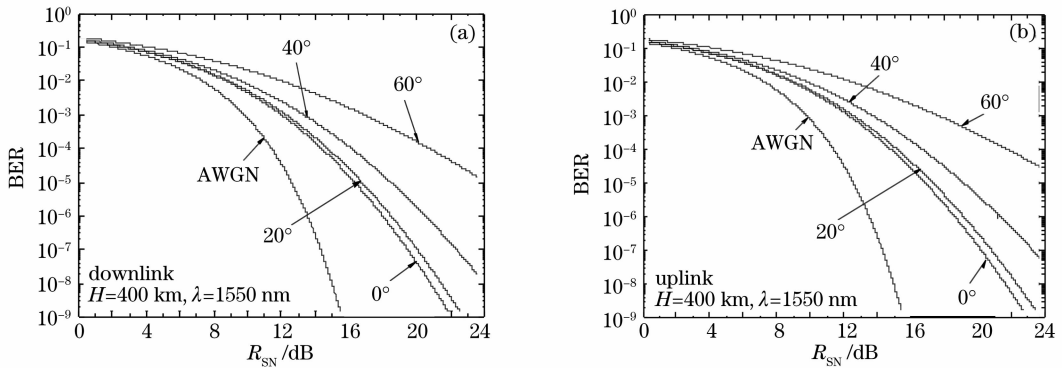 10⁰
10⁻¹
10⁻²
10⁻³
10⁻⁴
10⁻⁵
10⁻⁶
10⁻⁷
10⁻⁸
10⁻⁹
BER
(a)
40°
60°
AWGN
20°
0°
downlink
H=400 km, λ=1550 nm
0 4 8 12 16 20 24
R_SN /dB
10⁰
10⁻¹
10⁻²
10⁻³
10⁻⁴
10⁻⁵
10⁻⁶
10⁻⁷
10⁻⁸
10⁻⁹
BER
(b)
40°
60°
AWGN
20°
0°
uplink
H=400 km, λ=1550 nm
0 4 8 12 16 20 24
R_SN /dB